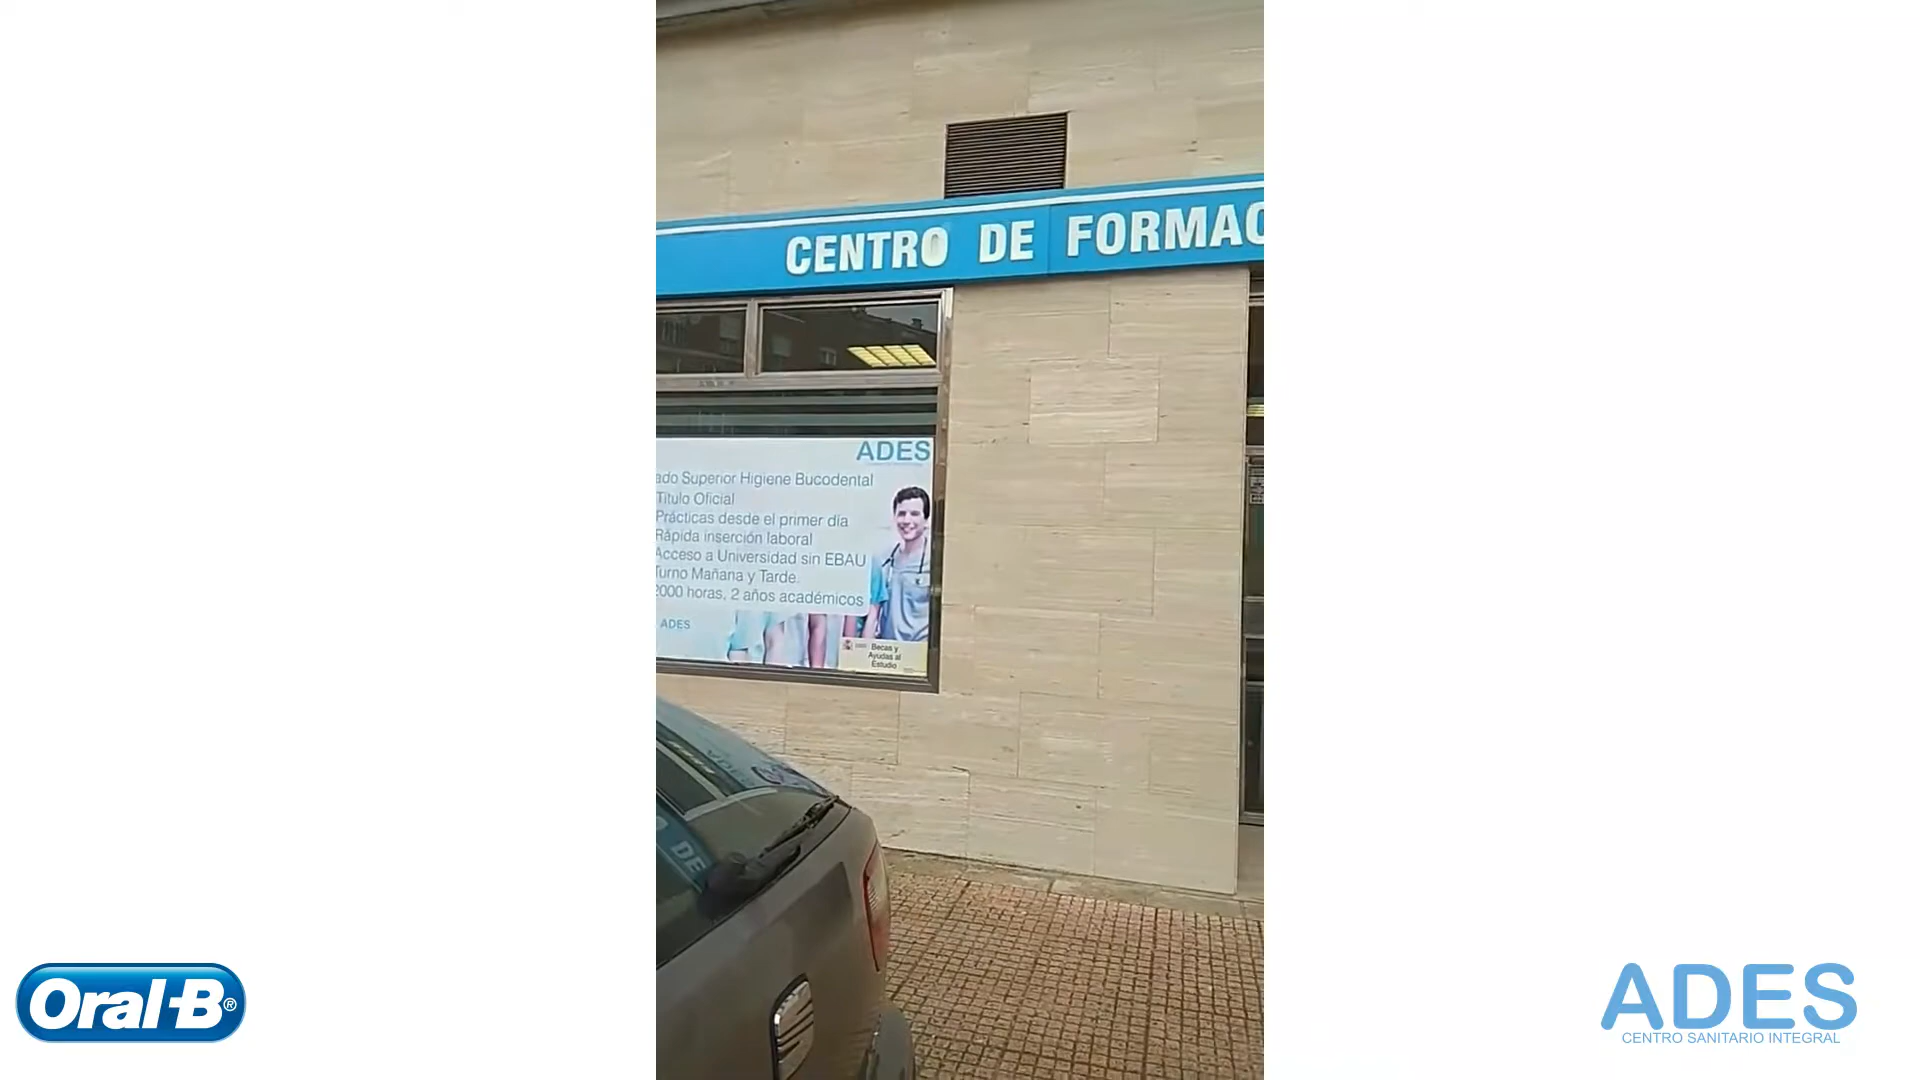 CENTRO DE FORMAC
ADES
ado Superior Higiene Bucodental
Título Oficial
Prácticas desde el primer día
Rápida inserción laboral
Acceso a Universidad sin EBAU
Turno Mañana y Tarde.
2000 horas, 2 años académicos
ADES
Becas y
Ayudas al
Estudio
DE
Oral-B®
ADES
CENTRO SANITARIO INTEGRAL